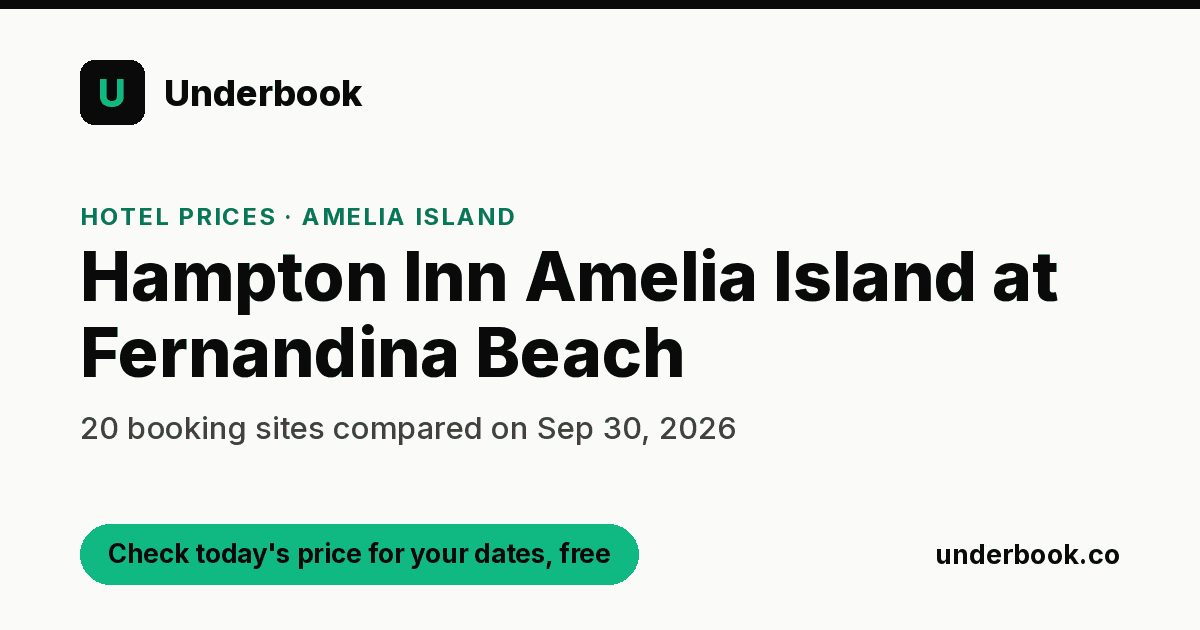 U
Underbook
HOTEL PRICES · AMELIA ISLAND
Hampton Inn Amelia Island at
Fernandina Beach
20 booking sites compared on Sep 30, 2026
Check today's price for your dates, free
underbook.co